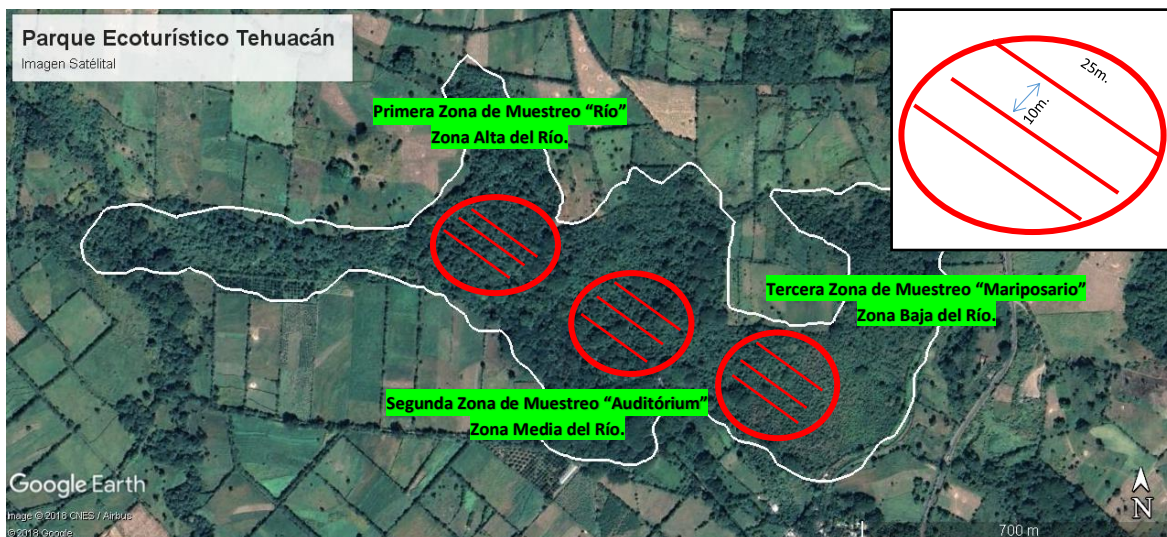 Parque Ecoturístico Tehuacán
Imagen Satélital
25m.
10m.
Primera Zona de Muestreo “Río”
Zona Alta del Río.
Tercera Zona de Muestreo “Mariposario”
Zona Baja del Río.
Segunda Zona de Muestreo “Auditórium”
Zona Media del Río.
Google Earth
Image © 2018 CNES / Airbus
© 2018 Google
N
700 m